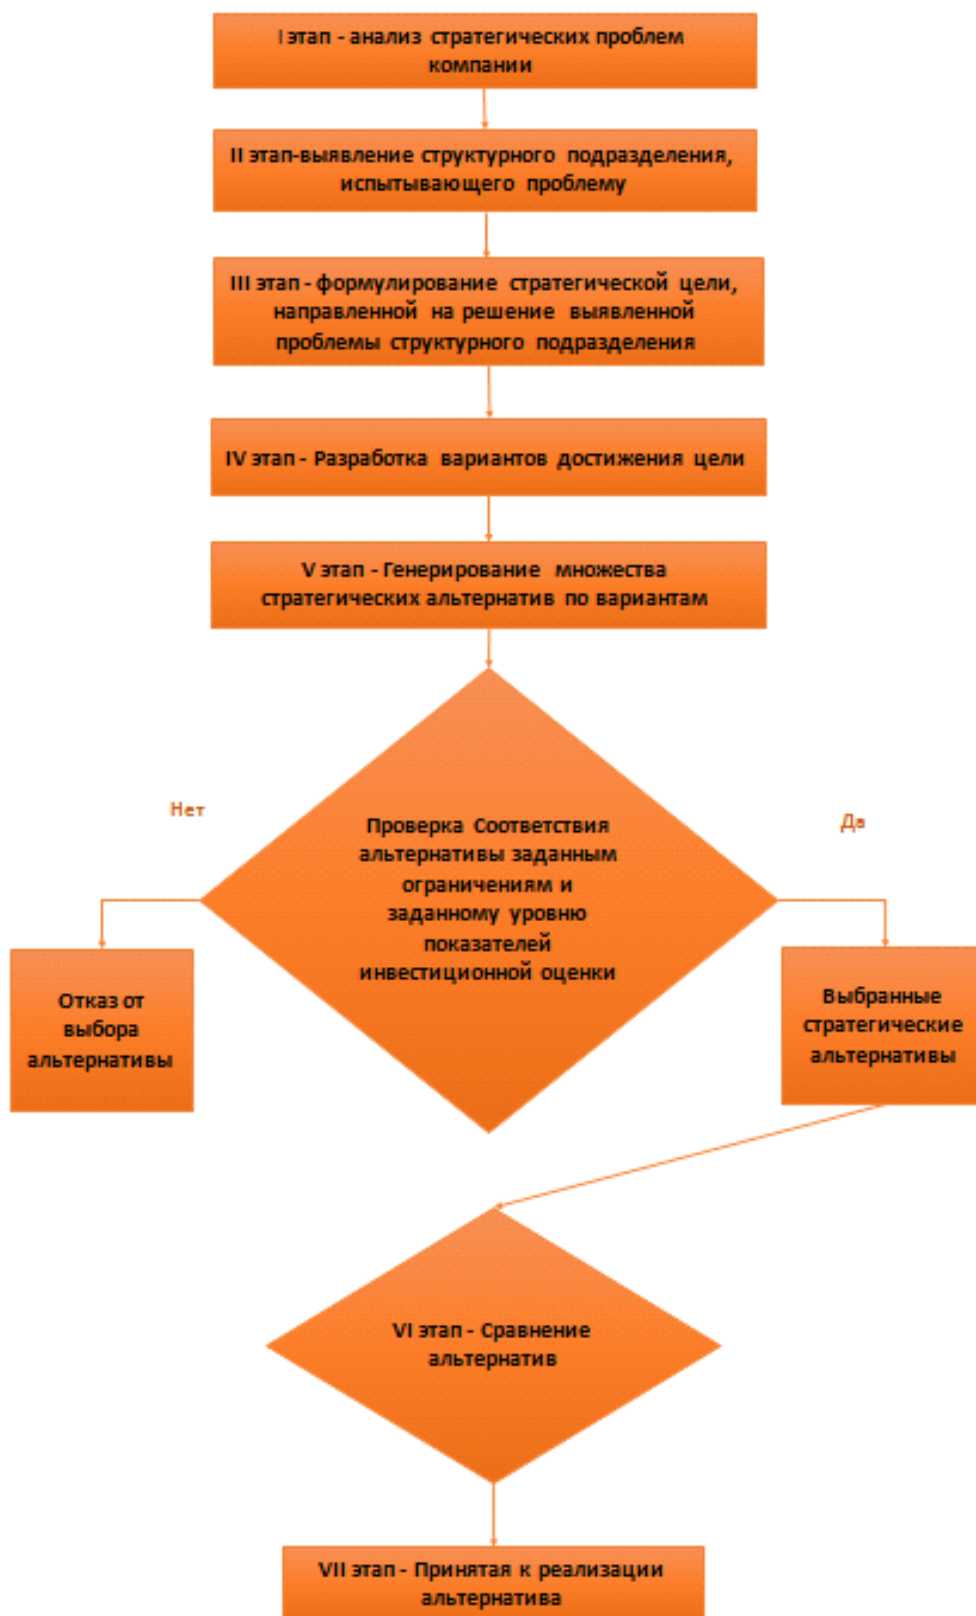 I этап - анализ стратегических проблем
компании
II этап-выявление структурного подразделения,
испытывающего проблему
III этап - формулирование стратегической цели,
направленной на решение выявленной
проблемы структурного подразделения
IV этап - Разработка вариантов достижения цели
V этап - Генерирование множества
стратегических альтернатив по вариантам
Нет
Да
Проверка Соответствия
альтернативы заданным
ограничениям и
заданному уровню
показателей
инвестиционной оценки
Отказ от
выбора
альтернативы
Выбранные
стратегические
альтернативы
VI этап - Сравнение
альтернатив
VII этап - Принятая к реализации
альтернатива